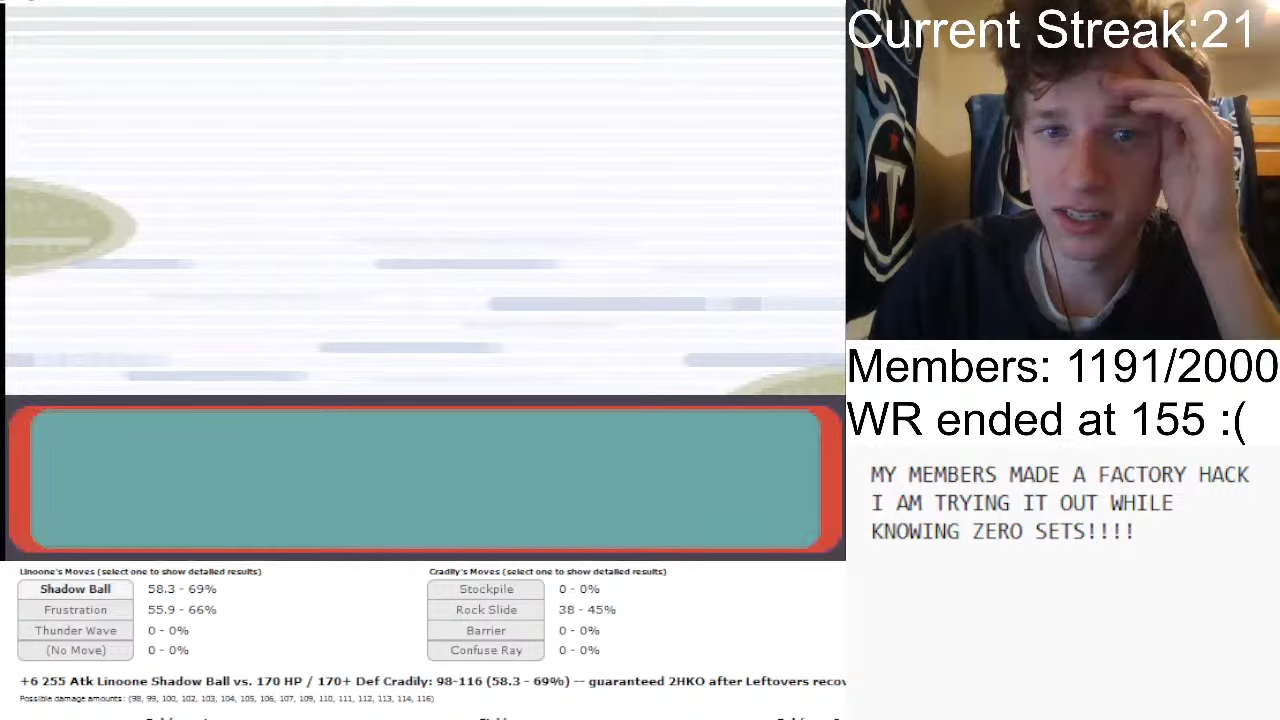 Current Streak:21
Members: 1191/2000
WR ended at 155 :(
MY MEMBERS MADE A FACTORY HACK
I AM TRYING IT OUT WHILE
KNOWING ZERO SETS!!!!
Linoone's Moves (select one to show detailed results)
Shadow Ball 58.3 - 69%
Frustration 55.9 - 66%
Thunder Wave 0 - 0%
(No Move) 0 - 0%
Cradily's Moves (select one to show detailed results)
Stockpile 0 - 0%
Rock Slide 38 - 45%
Barrier 0 - 0%
Confuse Ray 0 - 0%
+6 255 Atk Linoone Shadow Ball vs. 170 HP / 170+ Def Cradily: 98-116 (58.3 - 69%) -- guaranteed 2HKO after Leftovers recov
Possible damage amounts: (98, 99, 100, 102, 103, 104, 105, 106, 107, 109, 110, 111, 112, 113, 114, 116)